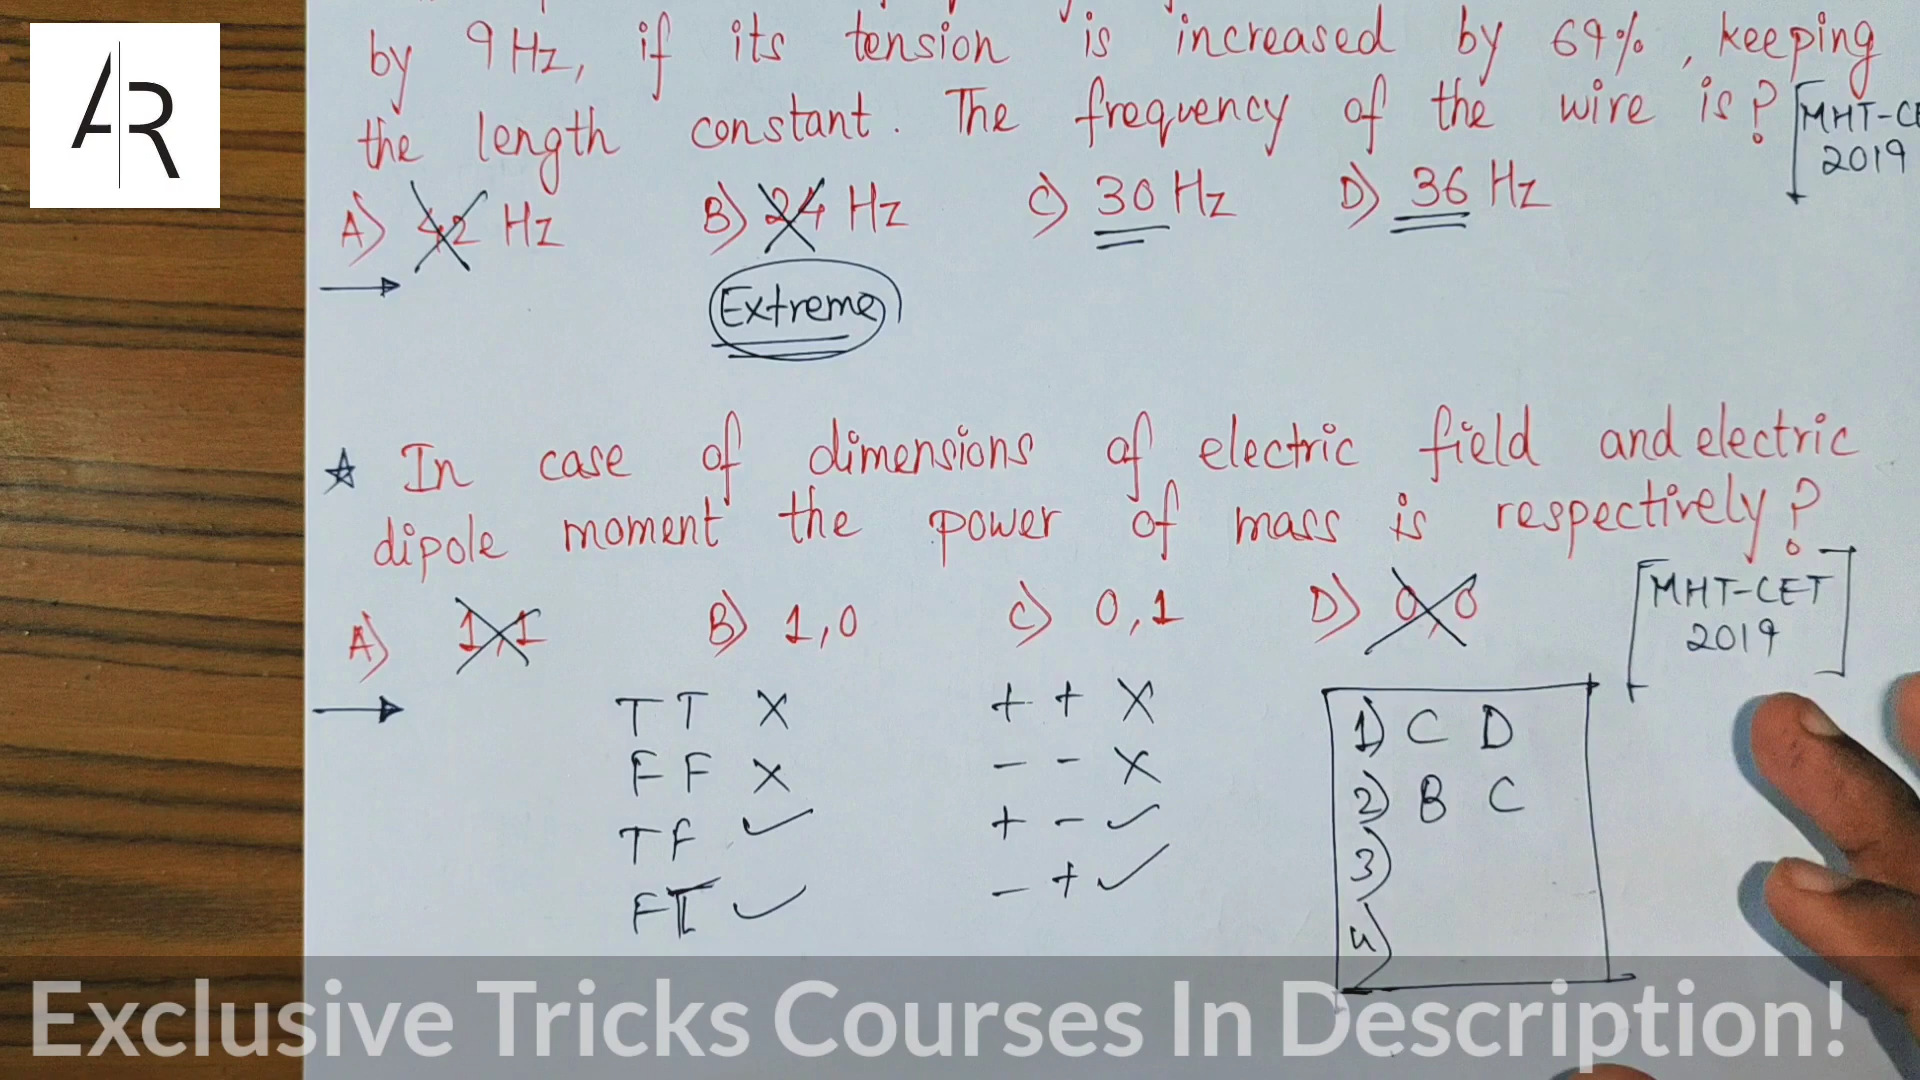 AR
by 9 Hz, if its tension is increased by 69%, keeping
the length constant. The frequency of the wire is?
[MHT-CE
2019
A) 42 Hz B) 24 Hz C) 30 Hz D) 36 Hz
Extreme
☆ In case of dimensions of electric field and electric
dipole moment the power of mass is respectively?
[MHT-CET]
2019
A) 1,1 B) 1,0 C) 0,1 D) 0,0
T T X
F F X
T F ✓
F T ✓
+ + X
- - X
+ - ✓
- + ✓
1) C D
2) B C
3)
4)
Exclusive Tricks Courses In Description!